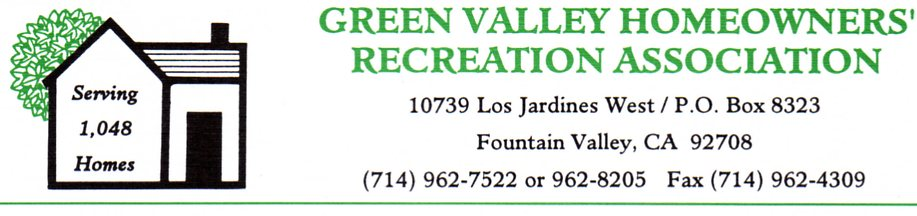 Serving
1,048
Homes
GREEN VALLEY HOMEOWNERS'
RECREATION ASSOCIATION
10739 Los Jardines West / P.O. Box 8323
Fountain Valley, CA 92708
(714) 962-7522 or 962-8205 Fax (714) 962-4309